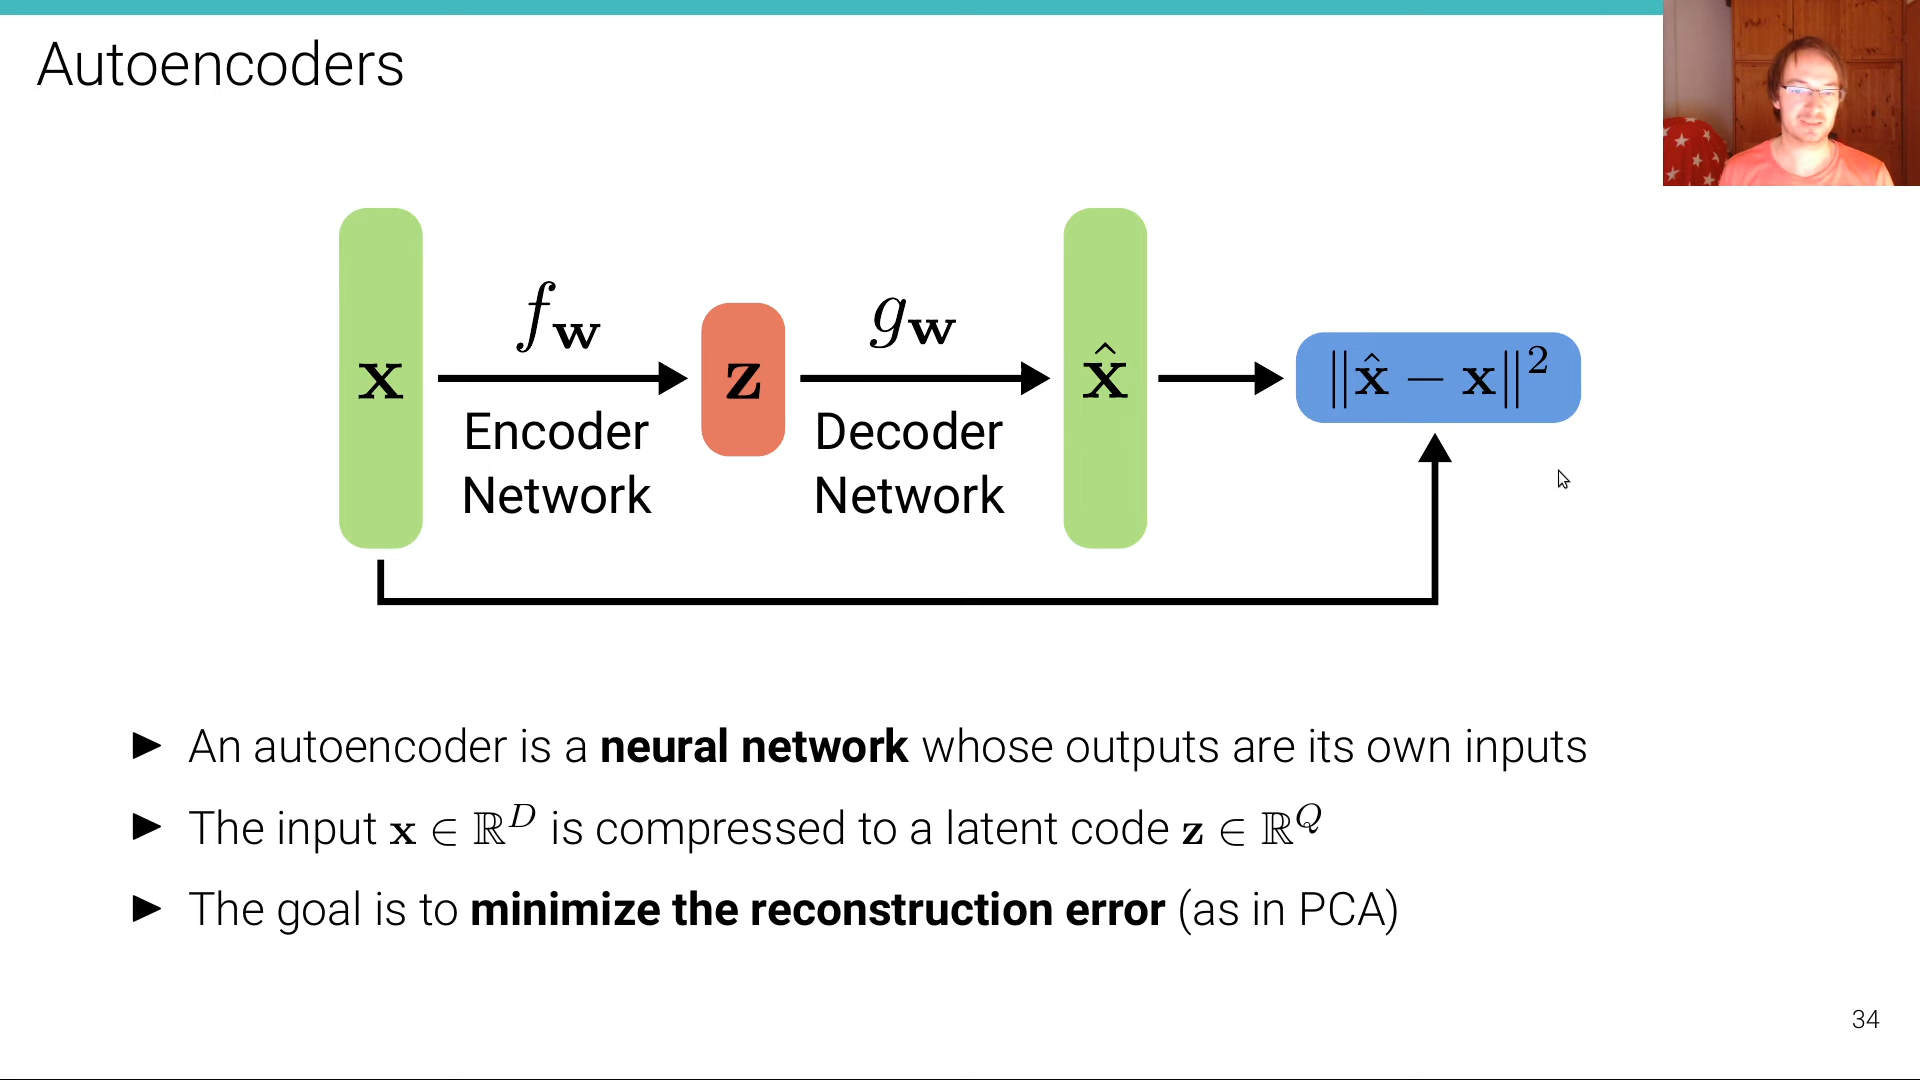 Autoencoders
x
f_w
Encoder
Network
z
g_w
Decoder
Network
x̂
‖x̂ − x‖²
► An autoencoder is a neural network whose outputs are its own inputs
► The input x ∈ ℝ^D is compressed to a latent code z ∈ ℝ^Q
► The goal is to minimize the reconstruction error (as in PCA)
34